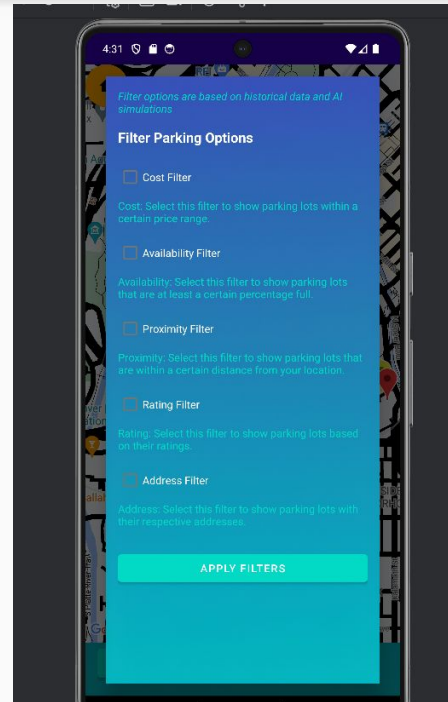 4:31
Filter options are based on historical data and AI
simulations
Filter Parking Options
Cost Filter
Cost: Select this filter to show parking lots within a
certain price range.
Availability Filter
Availability: Select this filter to show parking lots
that are at least a certain percentage full.
Proximity Filter
Proximity: Select this filter to show parking lots that
are within a certain distance from your location.
Rating Filter
Rating: Select this filter to show parking lots based
on their ratings.
Address Filter
Address: Select this filter to show parking lots with
their respective addresses.
APPLY FILTERS